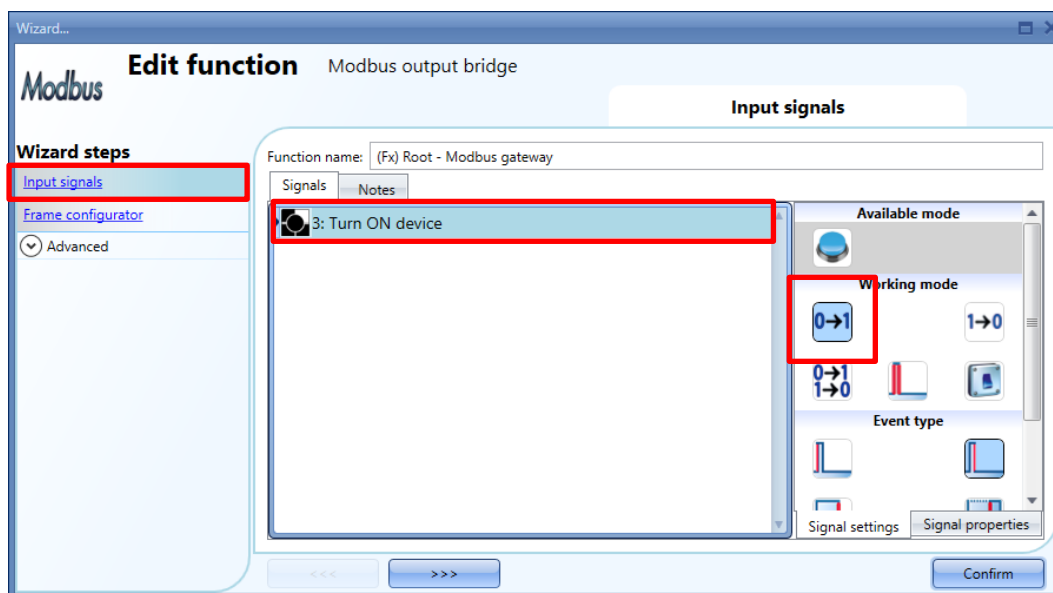 Wizard...
Modbus
Edit function
Modbus output bridge
Input signals
Wizard steps
Input signals
Frame configurator
Advanced
Function name: (Fx) Root - Modbus gateway
Signals
Notes
3: Turn ON device
Available mode
Working mode
0→1
1→0
0→1
1→0
Event type
Signal settings
Signal properties
<<<
>>>
Confirm